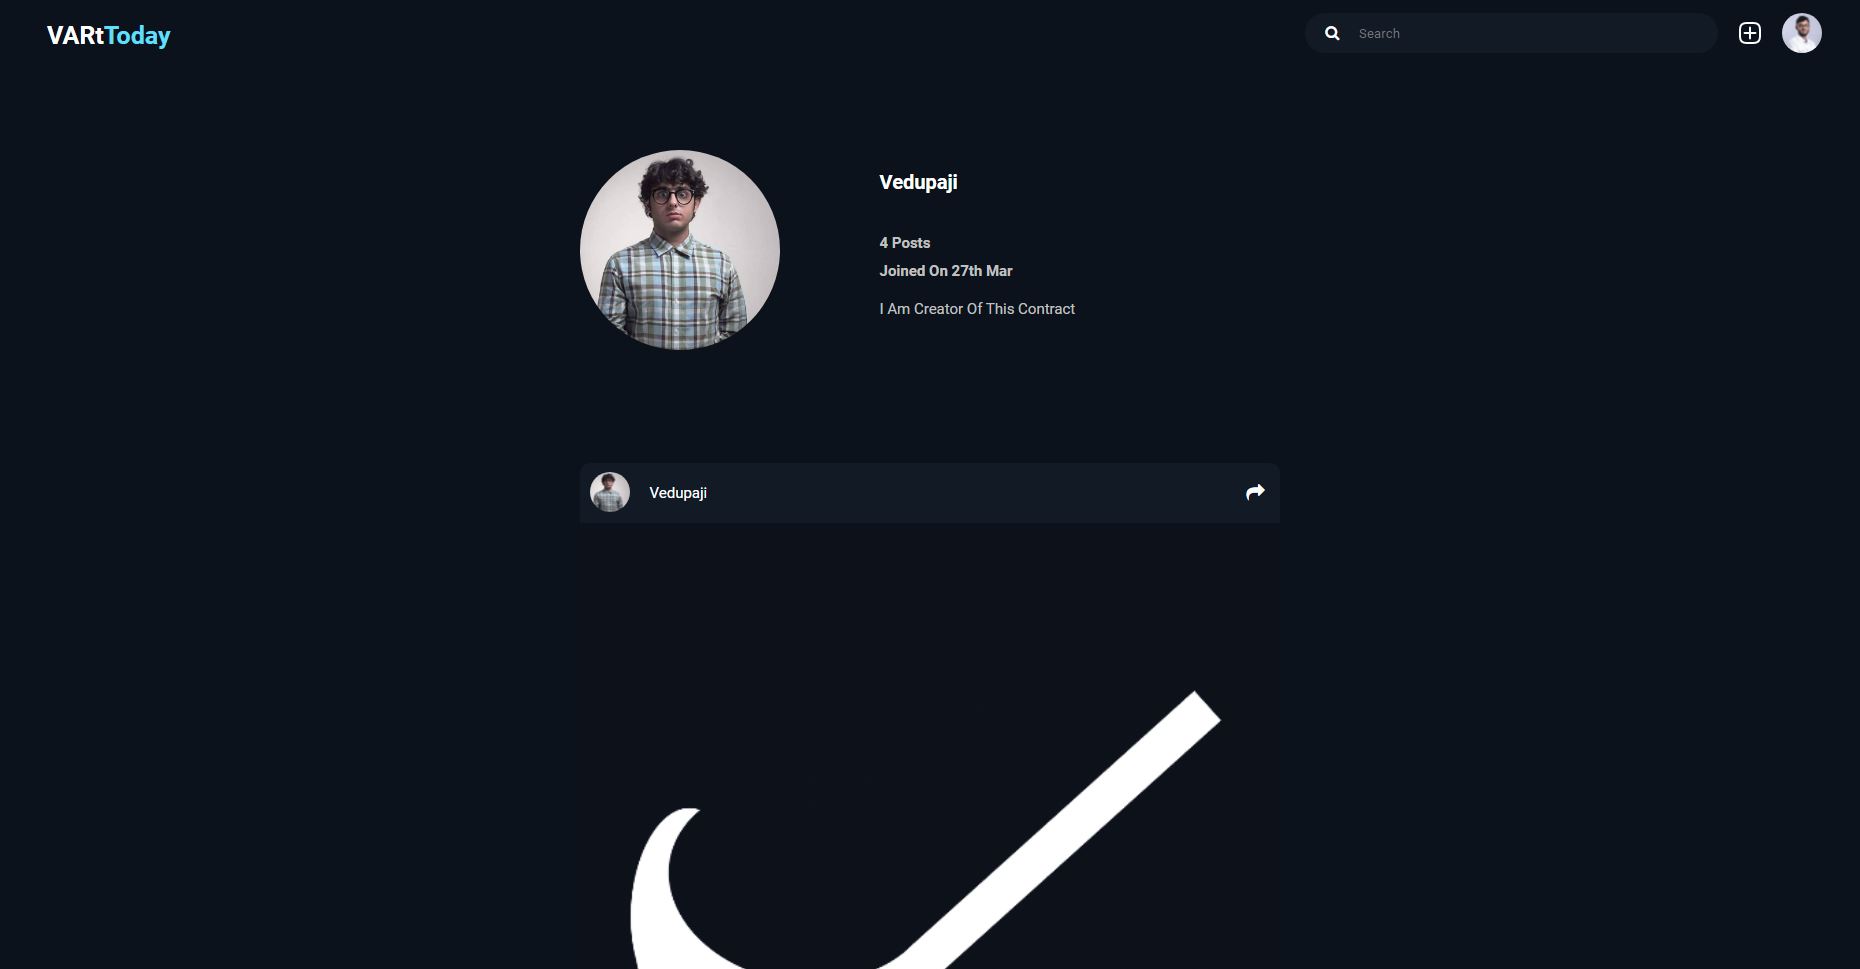 VARtToday
Search
Vedupaji
4 Posts
Joined On 27th Mar
I Am Creator Of This Contract
Vedupaji